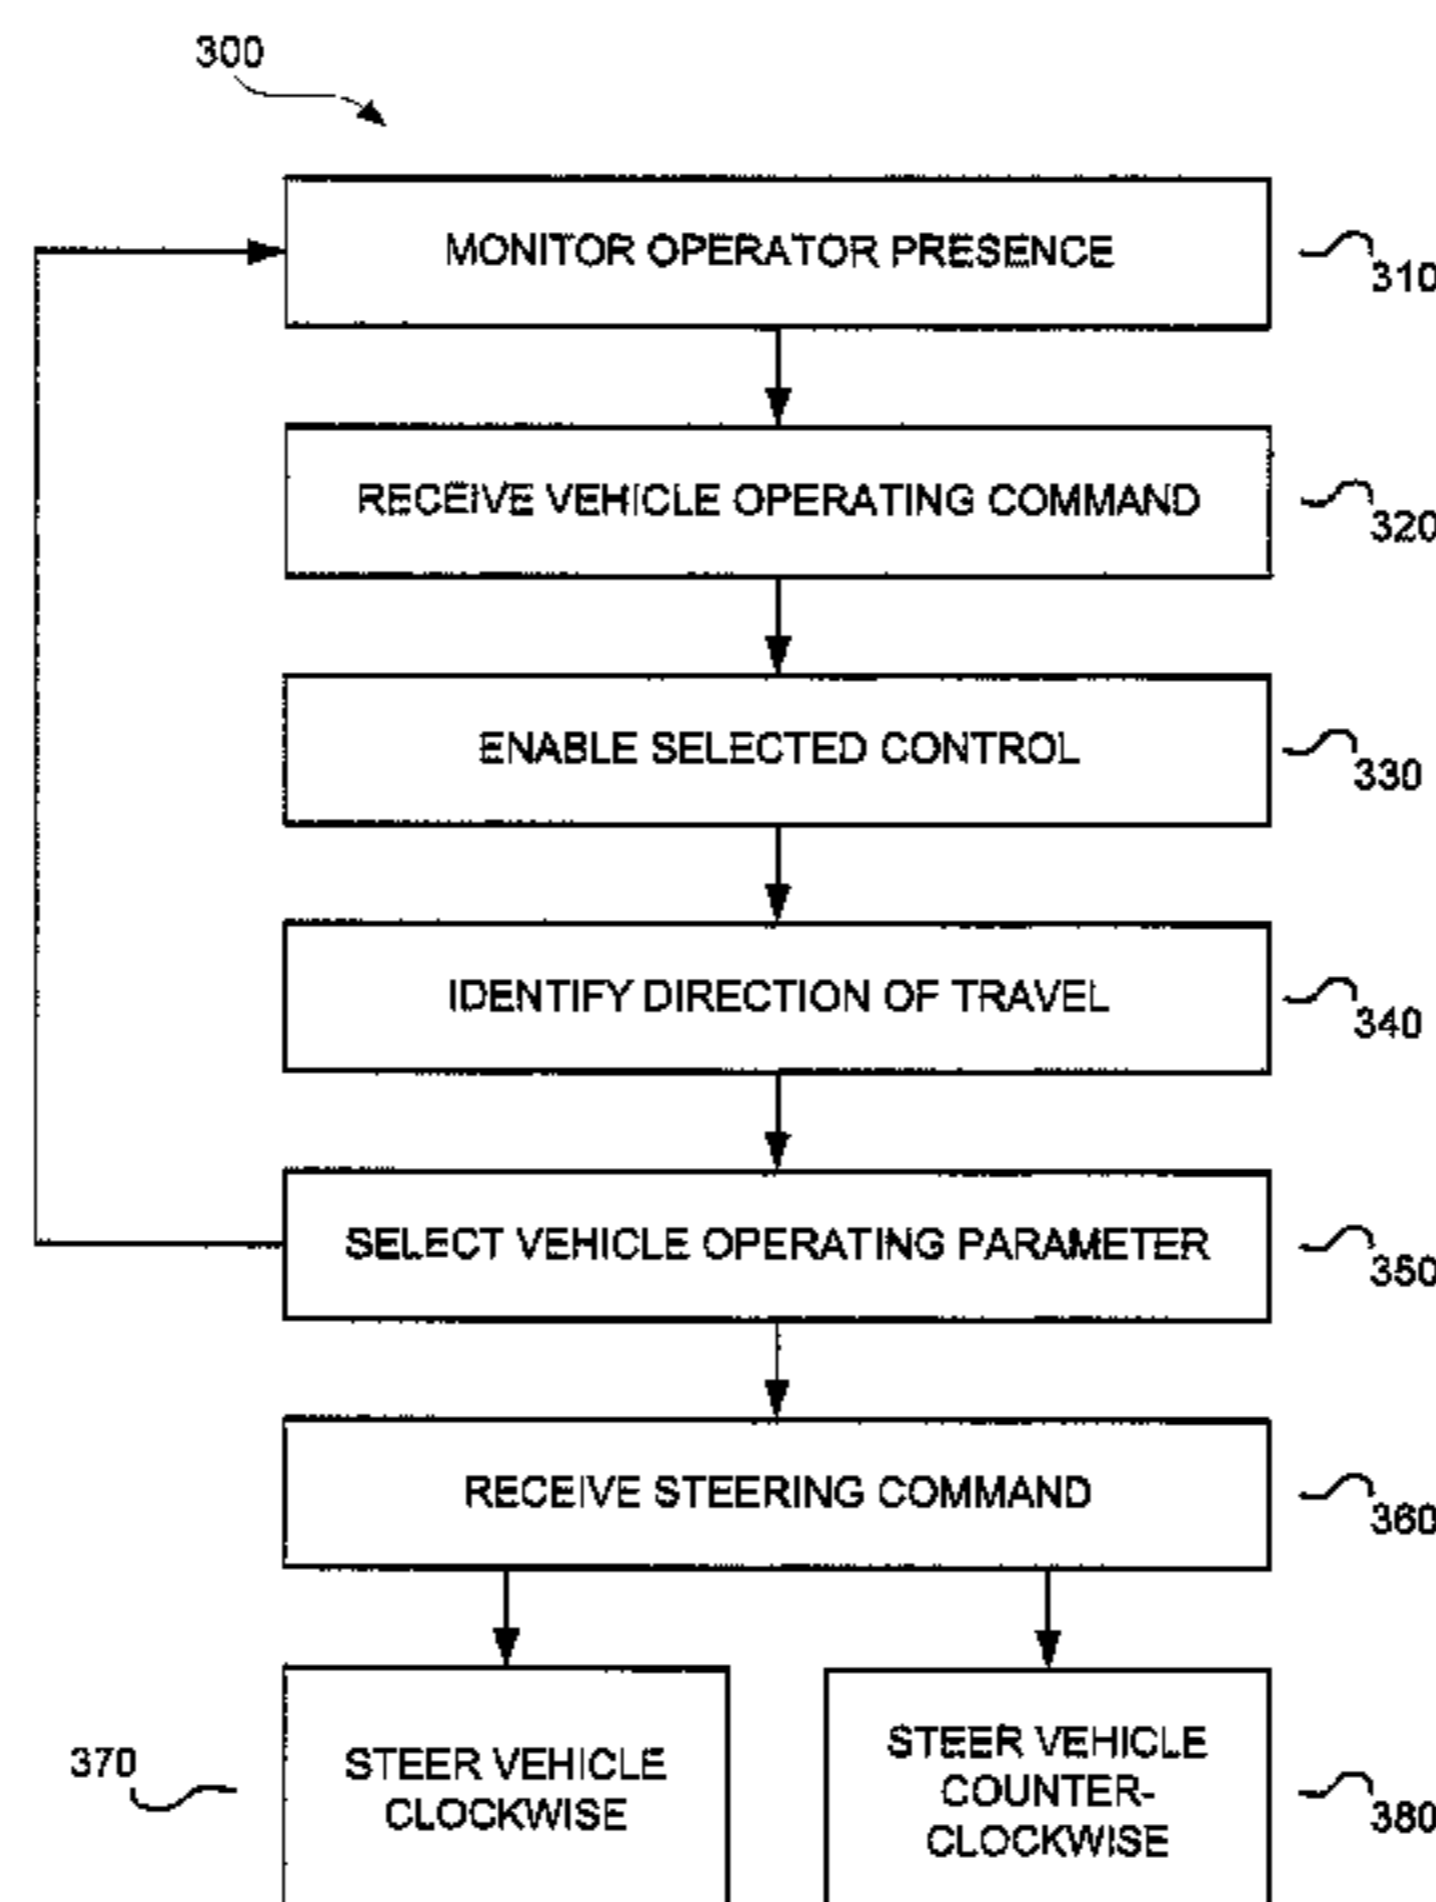 300
MONITOR OPERATOR PRESENCE
310
RECEIVE VEHICLE OPERATING COMMAND
320
ENABLE SELECTED CONTROL
330
IDENTIFY DIRECTION OF TRAVEL
340
SELECT VEHICLE OPERATING PARAMETER
350
RECEIVE STEERING COMMAND
360
370
STEER VEHICLE
CLOCKWISE
STEER VEHICLE
COUNTER-
CLOCKWISE
380